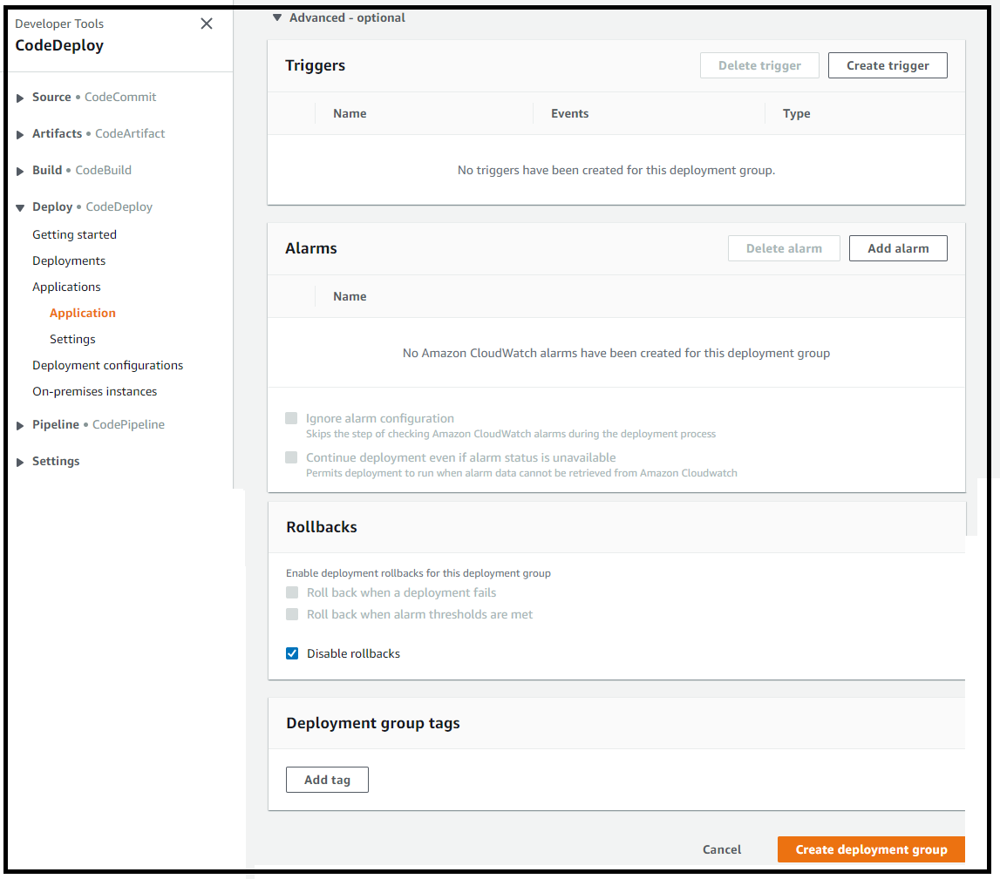 Developer Tools
CodeDeploy
Source • CodeCommit
Artifacts • CodeArtifact
Build • CodeBuild
Deploy • CodeDeploy
Getting started
Deployments
Applications
Application
Settings
Deployment configurations
On-premises instances
Pipeline • CodePipeline
Settings
Advanced - optional
Triggers
Delete trigger
Create trigger
Name
Events
Type
No triggers have been created for this deployment group.
Alarms
Delete alarm
Add alarm
Name
No Amazon CloudWatch alarms have been created for this deployment group
Ignore alarm configuration
Skips the step of checking Amazon CloudWatch alarms during the deployment process
Continue deployment even if alarm status is unavailable
Permits deployment to run when alarm data cannot be retrieved from Amazon Cloudwatch
Rollbacks
Enable deployment rollbacks for this deployment group
Roll back when a deployment fails
Roll back when alarm thresholds are met
Disable rollbacks
Deployment group tags
Add tag
Cancel
Create deployment group